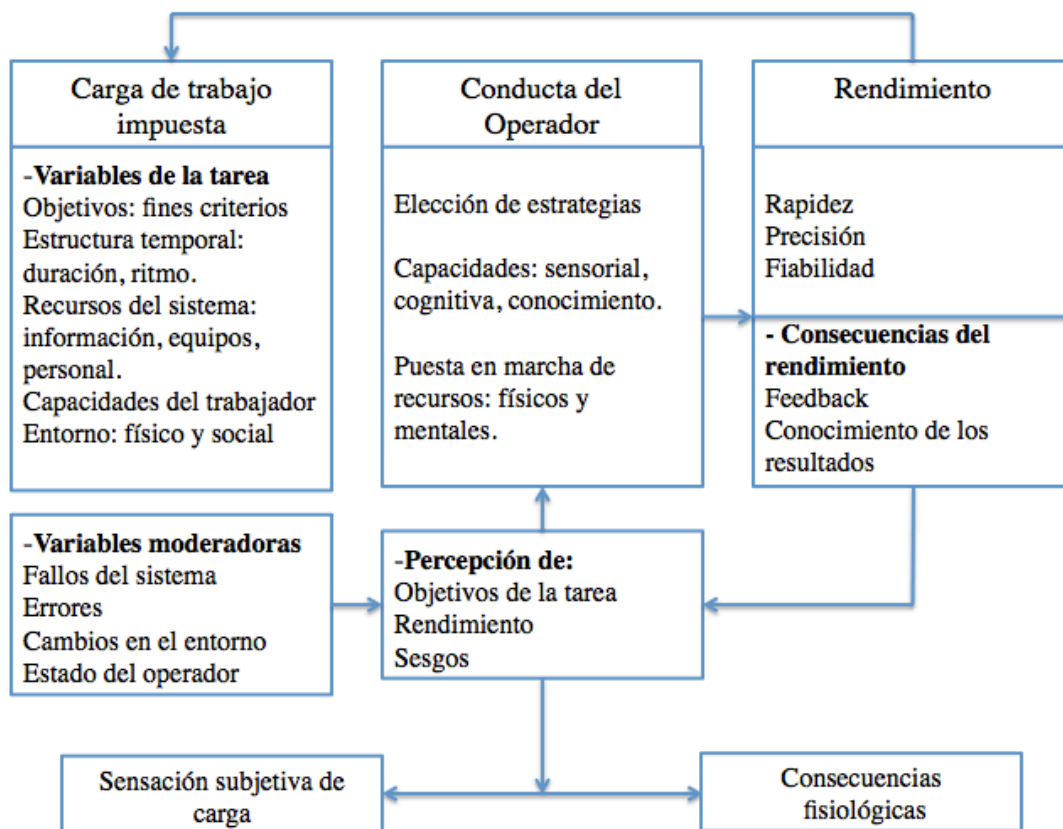 Carga de trabajo
impuesta
-Variables de la tarea
Objetivos: fines criterios
Estructura temporal:
duración, ritmo.
Recursos del sistema:
información, equipos,
personal.
Capacidades del trabajador
Entorno: físico y social
Conducta del
Operador
Elección de estrategias
Capacidades: sensorial,
cognitiva, conocimiento.
Puesta en marcha de
recursos: físicos y
mentales.
Rendimiento
Rapidez
Precisión
Fiabilidad
- Consecuencias del
rendimiento
Feedback
Conocimiento de los
resultados
-Variables moderadoras
Fallos del sistema
Errores
Cambios en el entorno
Estado del operador
-Percepción de:
Objetivos de la tarea
Rendimiento
Sesgos
Sensación subjetiva de
carga
Consecuencias
fisiológicas